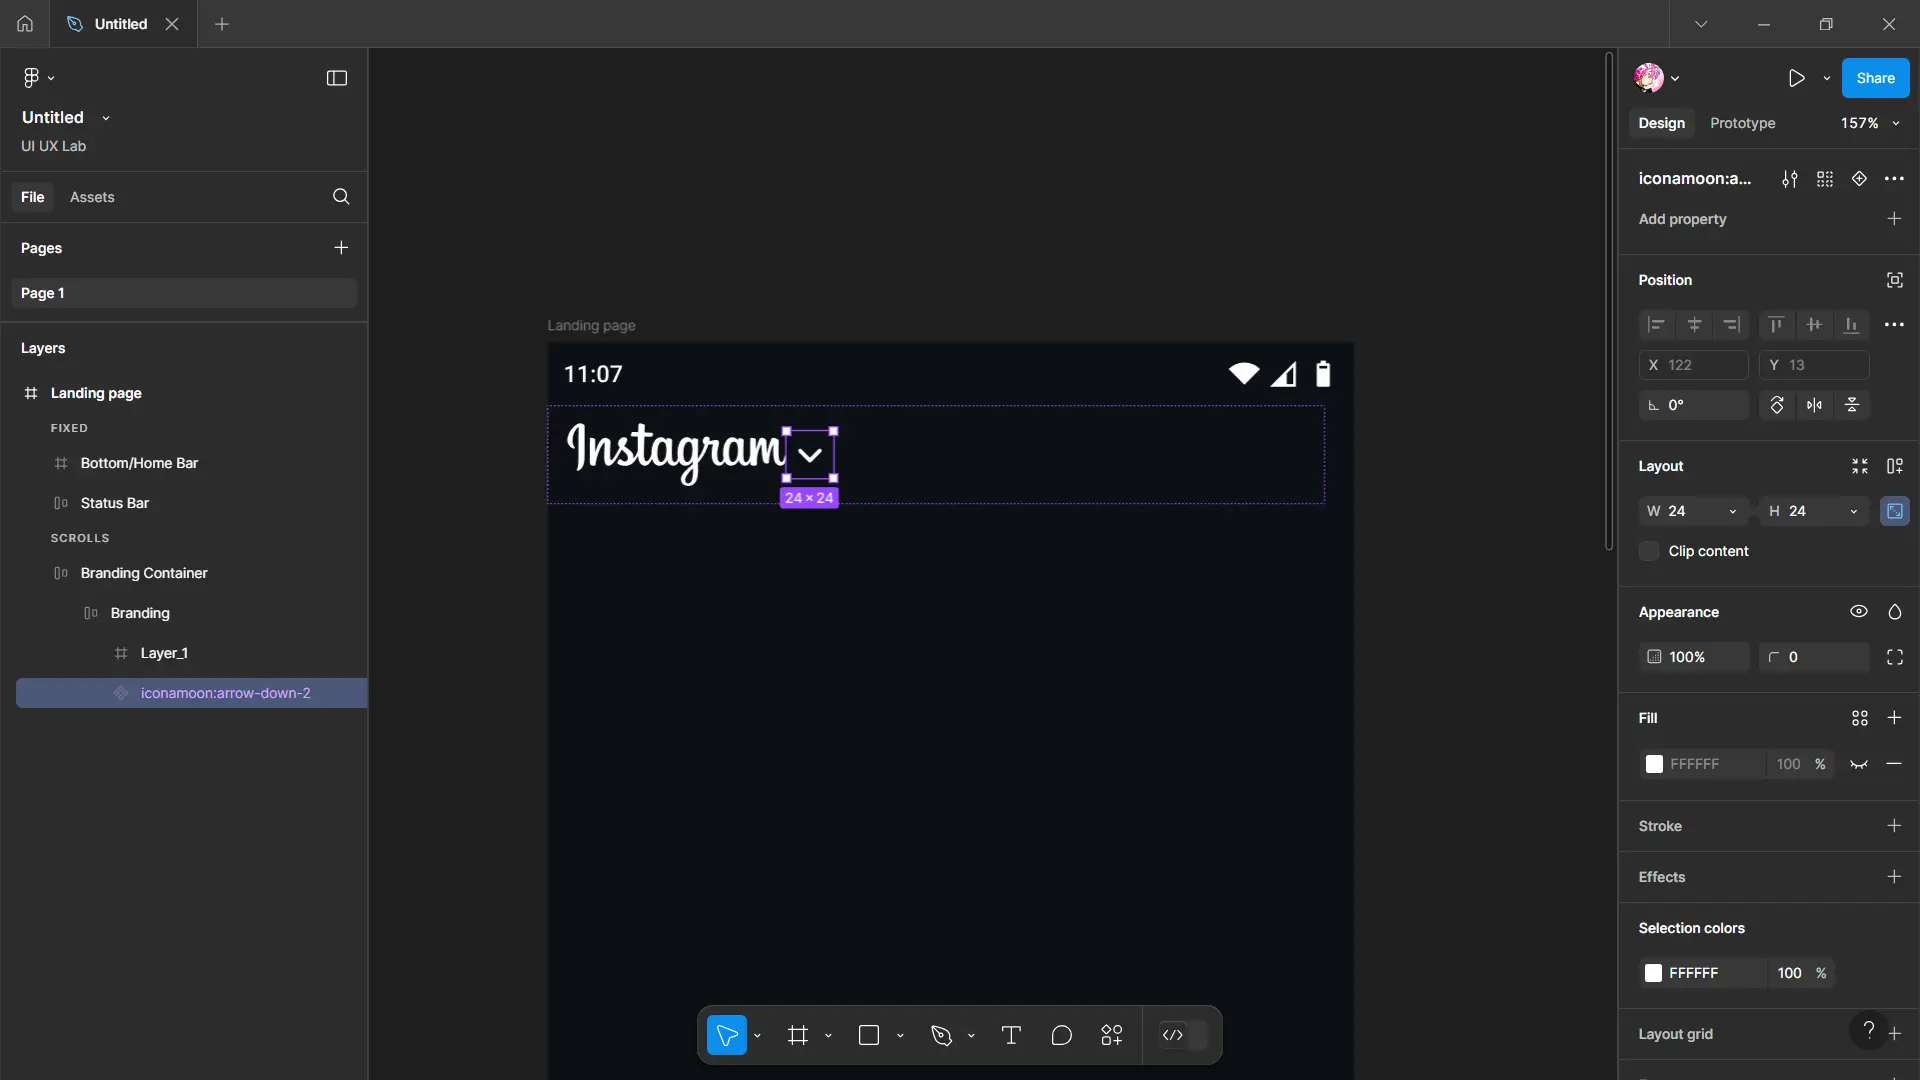 Untitled
Untitled
UI UX Lab
File
Assets
Pages
Page 1
Layers
Landing page
FIXED
Bottom/Home Bar
Status Bar
SCROLLS
Branding Container
Branding
Layer_1
iconamoon:arrow-down-2
Landing page
11:07
Instagram
24 × 24
Share
Design
Prototype
157%
iconamoon:a...
Add property
Position
X 122
Y 13
0°
Layout
W 24
H 24
Clip content
Appearance
100%
0
Fill
FFFFFF
100 %
Stroke
Effects
Selection colors
FFFFFF
100 %
Layout grid
?